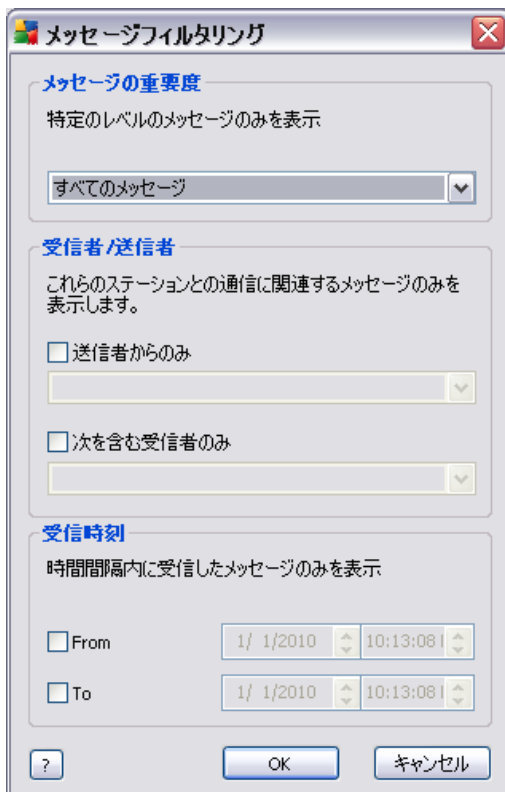 メッセージフィルタリング
メッセージの重要度
特定のレベルのメッセージのみを表示
すべてのメッセージ
受信者/送信者
これらのステーションとの通信に関連するメッセージのみを
表示します。
送信者からのみ
次を含む受信者のみ
受信時刻
時間間隔内に受信したメッセージのみを表示
From 1/ 1/2010 10:13:08
To 1/ 1/2010 10:13:08
? OK キャンセル